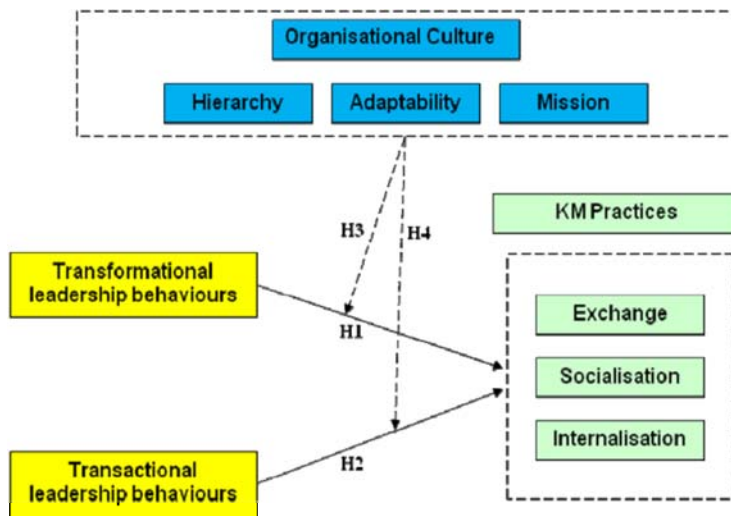 Organisational Culture
Hierarchy
Adaptability
Mission
H3
H4
KM Practices
Transformational
leadership behaviours
H1
Exchange
Socialisation
Internalisation
H2
Transactional
leadership behaviours